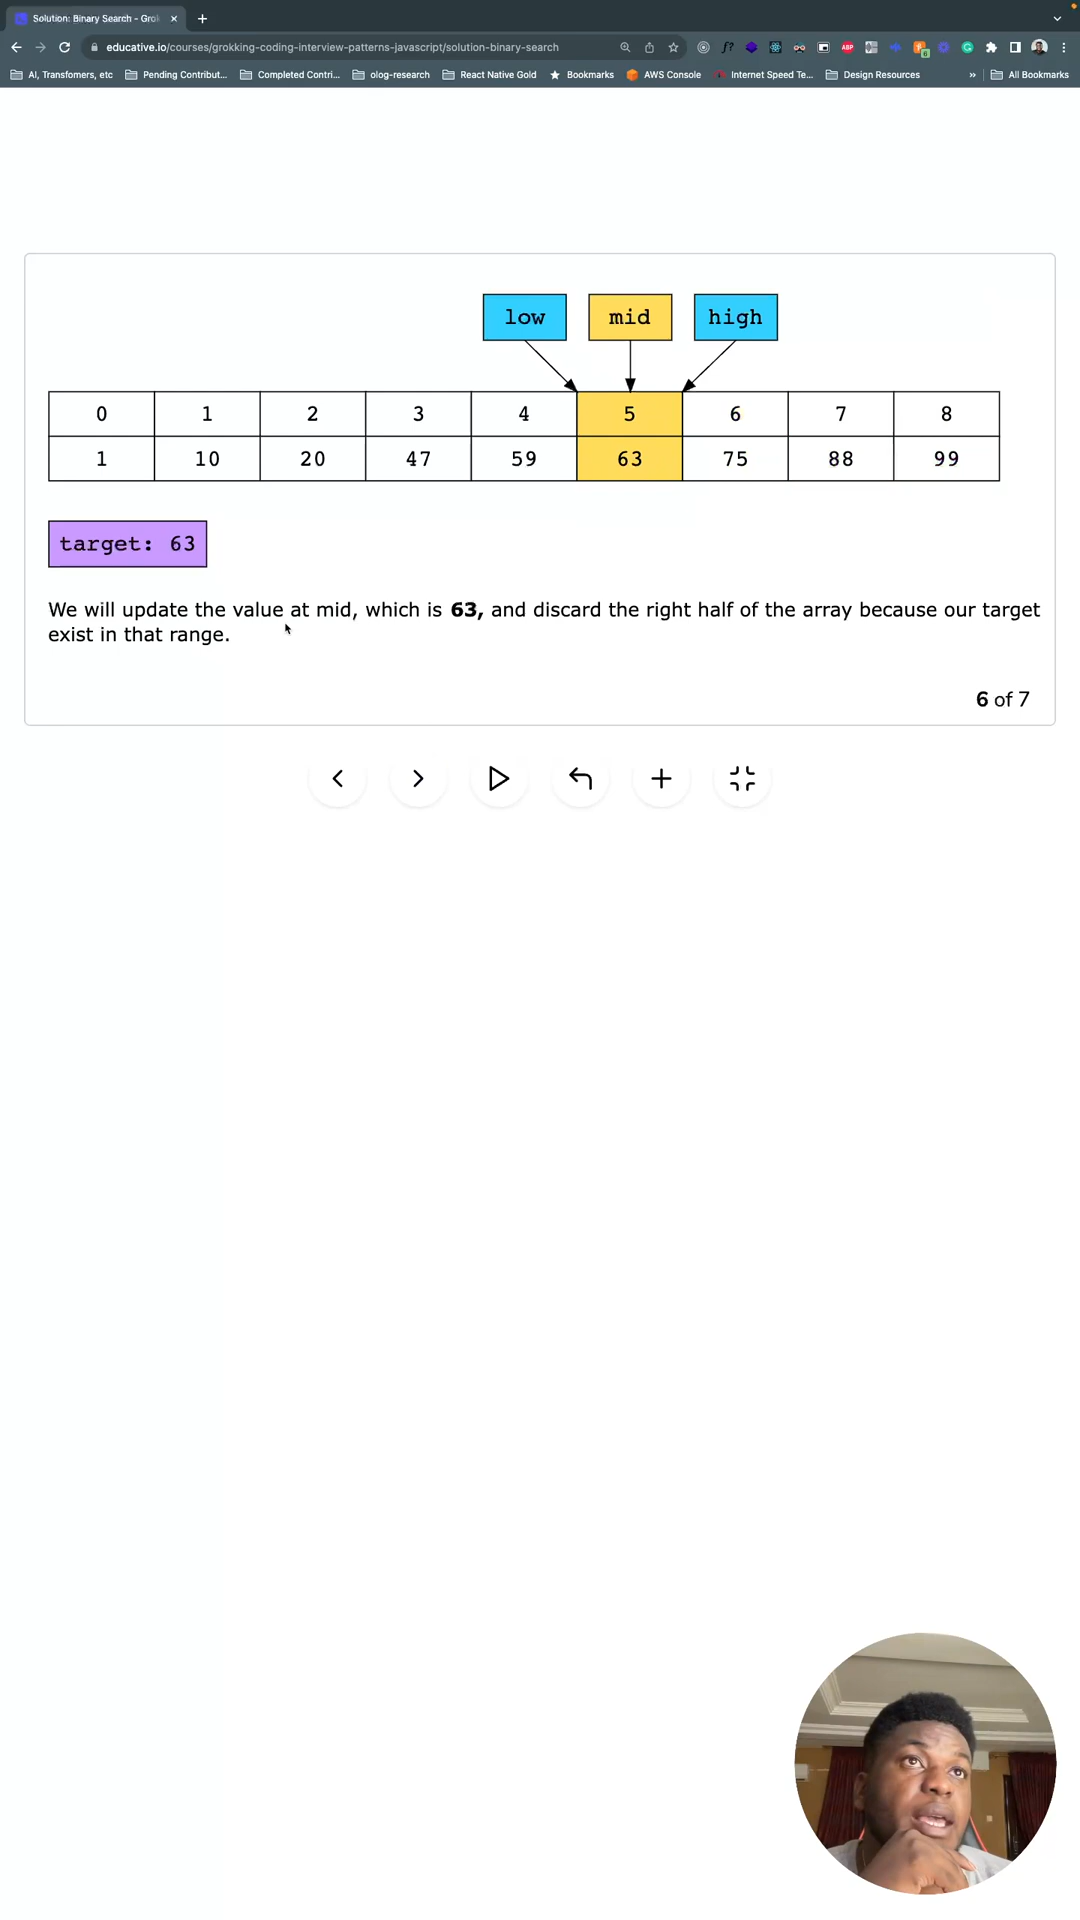 Solution: Binary Search - Grok
educative.io/courses/grokking-coding-interview-patterns-javascript/solution-binary-search
AI, Transfomers, etc Pending Contribut... Completed Contri... olog-research React Native Gold Bookmarks AWS Console Internet Speed Te... Design Resources » All Bookmarks
low mid high
0 1 2 3 4 5 6 7 8
1 10 20 47 59 63 75 88 99
target: 63
We will update the value at mid, which is 63, and discard the right half of the array because our target
exist in that range.
6 of 7